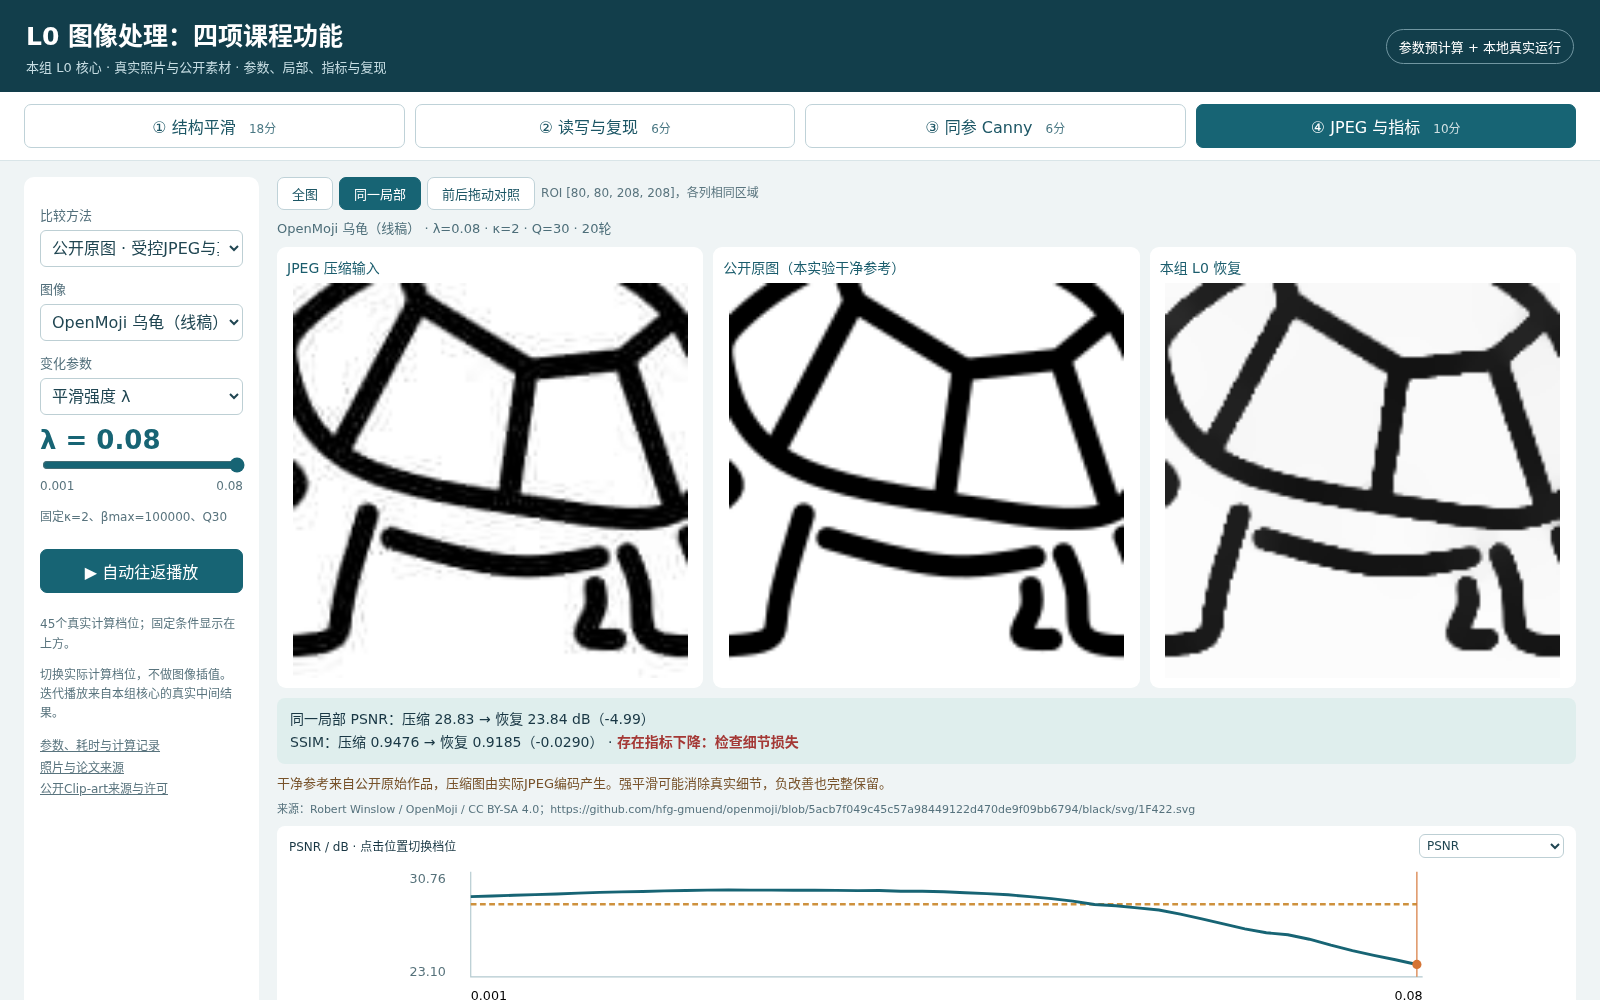 L0 图像处理：四项课程功能
本组 L0 核心 · 真实照片与公开素材 · 参数、局部、指标与复现
参数预计算 + 本地真实运行
① 结构平滑 18分
② 读写与复现 6分
③ 同参 Canny 6分
④ JPEG 与指标 10分
比较方法
公开原图 · 受控JPEG与
图像
OpenMoji 乌龟（线稿）
变化参数
平滑强度 λ
λ = 0.08
0.001 0.08
固定κ=2、βmax=100000、Q30
▶ 自动往返播放
45个真实计算档位；固定条件显示在
上方。
切换实际计算档位，不做图像插值。
迭代播放来自本组核心的真实中间结
果。
参数、耗时与计算记录
照片与论文来源
公开Clip-art来源与许可
全图 同一局部 前后拖动对照 ROI [80, 80, 208, 208]，各列相同区域
OpenMoji 乌龟（线稿） · λ=0.08 · κ=2 · Q=30 · 20轮
JPEG 压缩输入
公开原图（本实验干净参考）
本组 L0 恢复
同一局部 PSNR：压缩 28.83 → 恢复 23.84 dB（-4.99）
SSIM：压缩 0.9476 → 恢复 0.9185（-0.0290） · 存在指标下降：检查细节损失
干净参考来自公开原始作品，压缩图由实际JPEG编码产生。强平滑可能消除真实细节，负改善也完整保留。
来源：Robert Winslow / OpenMoji / CC BY-SA 4.0；https://github.com/hfg-gmuend/openmoji/blob/5acb7f049c45c57a98449122d470de9f09bb6794/black/svg/1F422.svg
PSNR / dB · 点击位置切换档位
PSNR
30.76
23.10
0.001 0.08